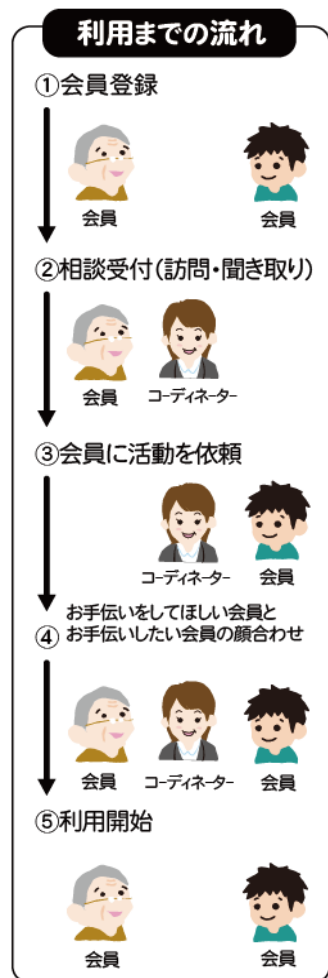 利用までの流れ
①会員登録
会員 会員
②相談受付(訪問・聞き取り)
会員 コーディネーター
③会員に活動を依頼
コーディネーター 会員
お手伝いをしてほしい会員と
④ お手伝いしたい会員の顔合わせ
会員 コーディネーター 会員
⑤利用開始
会員 会員